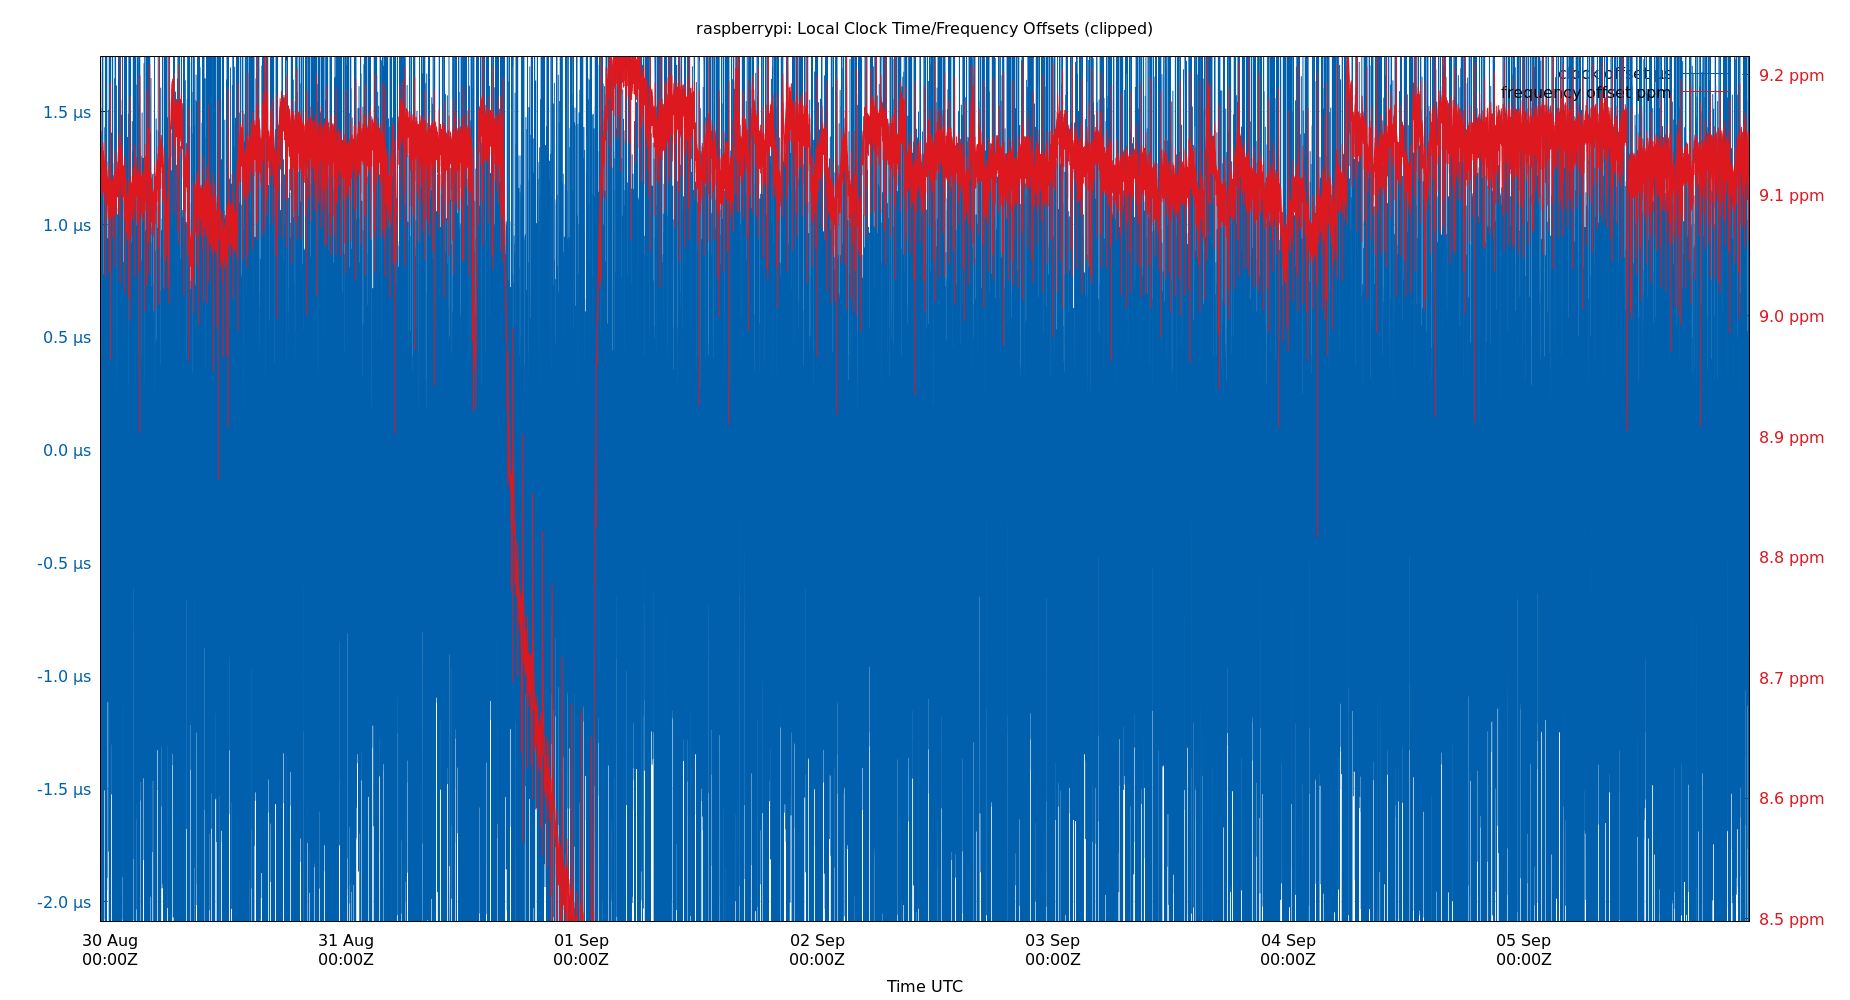 raspberrypi: Local Clock Time/Frequency Offsets (clipped)
clock offset µs
frequency offset ppm
1.5 µs
1.0 µs
0.5 µs
0.0 µs
-0.5 µs
-1.0 µs
-1.5 µs
-2.0 µs
9.2 ppm
9.1 ppm
9.0 ppm
8.9 ppm
8.8 ppm
8.7 ppm
8.6 ppm
8.5 ppm
30 Aug
00:00Z
31 Aug
00:00Z
01 Sep
00:00Z
02 Sep
00:00Z
03 Sep
00:00Z
04 Sep
00:00Z
05 Sep
00:00Z
Time UTC